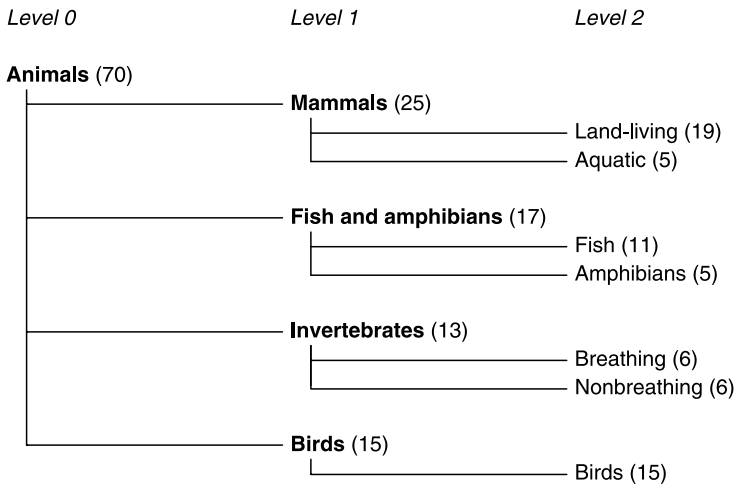 Level 0 Level 1 Level 2
Animals (70)
Mammals (25)
Land-living (19)
Aquatic (5)
Fish and amphibians (17)
Fish (11)
Amphibians (5)
Invertebrates (13)
Breathing (6)
Nonbreathing (6)
Birds (15)
Birds (15)